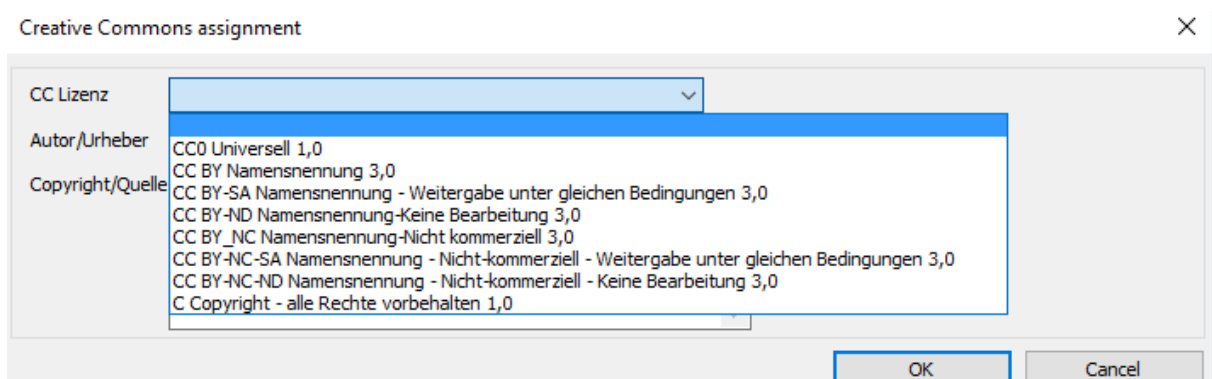 Creative Commons assignment
CC Lizenz
Autor/Urheber
Copyright/Quelle
CC0 Universell 1,0
CC BY Namensnennung 3,0
CC BY-SA Namensnennung - Weitergabe unter gleichen Bedingungen 3,0
CC BY-ND Namensnennung-Keine Bearbeitung 3,0
CC BY_NC Namensnennung-Nicht kommerziell 3,0
CC BY-NC-SA Namensnennung - Nicht-kommerziell - Weitergabe unter gleichen Bedingungen 3,0
CC BY-NC-ND Namensnennung - Nicht-kommerziell - Keine Bearbeitung 3,0
C Copyright - alle Rechte vorbehalten 1,0
OK Cancel